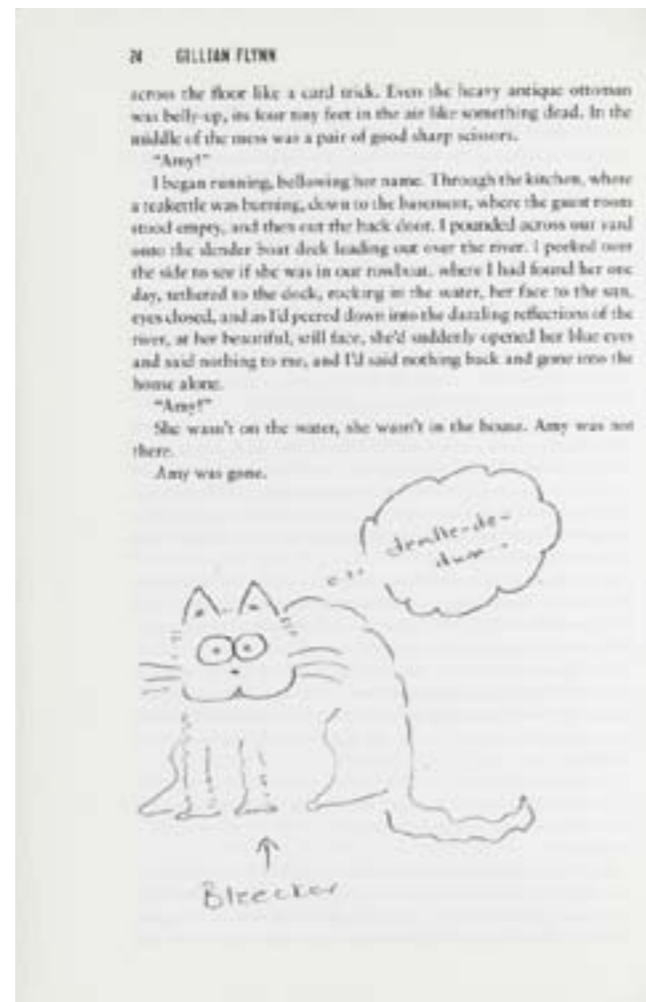 24 GILLIAN FLYNN
across the floor like a card trick. Even the heavy antique ottoman
was belly-up, its four tiny feet in the air like something dead. In the
middle of the mess was a pair of good sharp scissors.
“Amy!”
I began running, bellowing her name. Through the kitchen, where
a teakettle was burning, down to the basement, where the guest room
stood empty, and then out the back door. I pounded across our yard
onto the slender boat deck leading out over the river. I peeked over
the side to see if she was in our rowboat, where I had found her one
day, tethered to the dock, rocking in the water, her face to the sun,
eyes closed, and as I’d peered down into the dazzling reflections of the
river, at her beautiful, still face, she’d suddenly opened her blue eyes
and said nothing to me, and I’d said nothing back and gone into the
house alone.
“Amy!”
She wasn’t on the water, she wasn’t in the house. Amy was not
there.
Amy was gone.
Bleecker